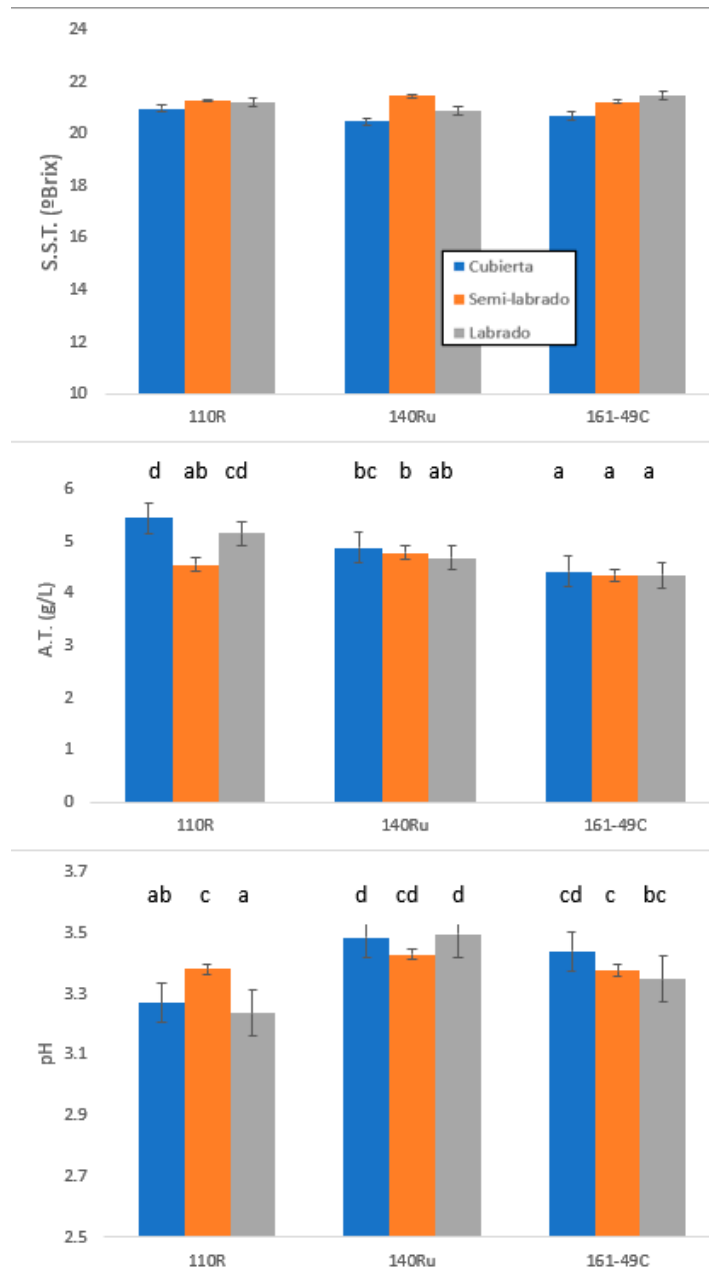 S.S.T. (ºBrix)
24
22
20
18
16
14
12
10
Cubierta
Semi-labrado
Labrado
110R 140Ru 161-49C
d ab cd bc b ab a a a
A.T. (g/L)
6
5
4
3
2
1
0
110R 140Ru 161-49C
ab c a d cd d cd c bc
pH
3.7
3.5
3.3
3.1
2.9
2.7
2.5
110R 140Ru 161-49C